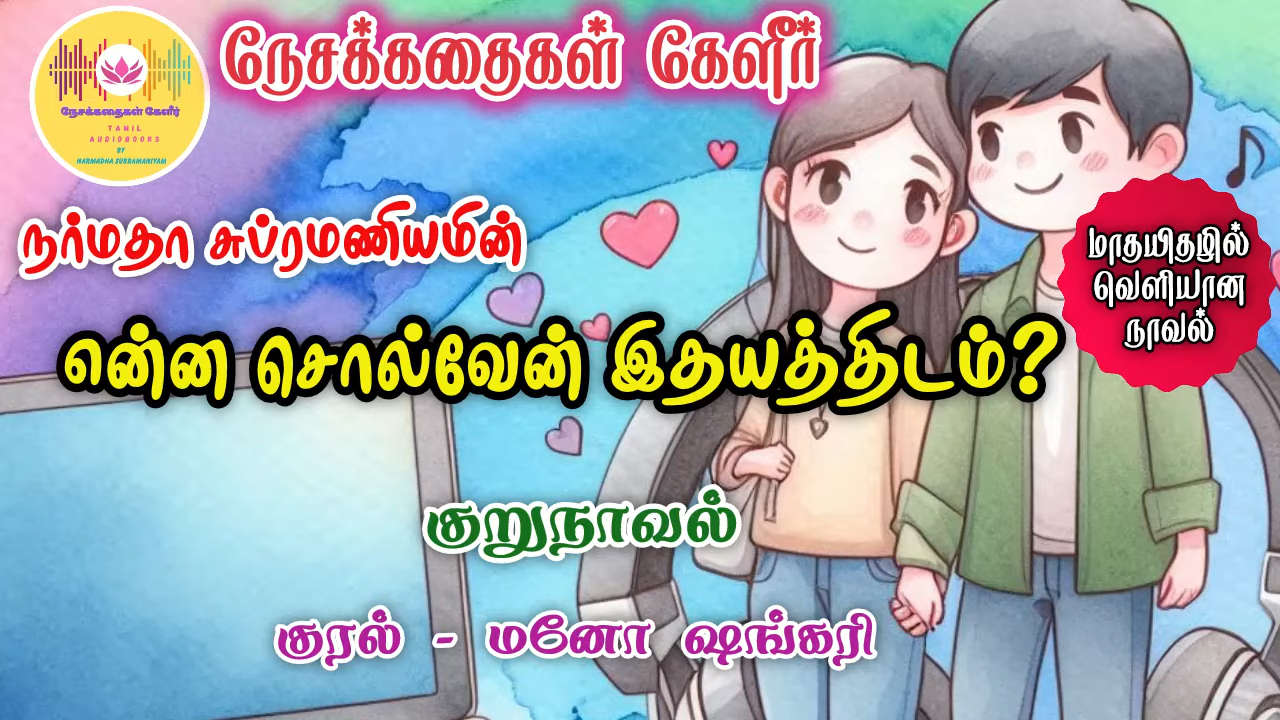 நேசக்கதைகள் கேளீர்
நேசக்கதைகள் கேளீர்
TAMIL
AUDIOBOOKS
BY
NARMADHA SUBRAMANIYAM
நர்மதா சுப்ரமணியமின்
மாதயிதழில்
வெளியான
நாவல்
என்ன சொல்வேன் இதயத்திடம்?
குறுநாவல்
குரல் - மனோ ஷங்கரி